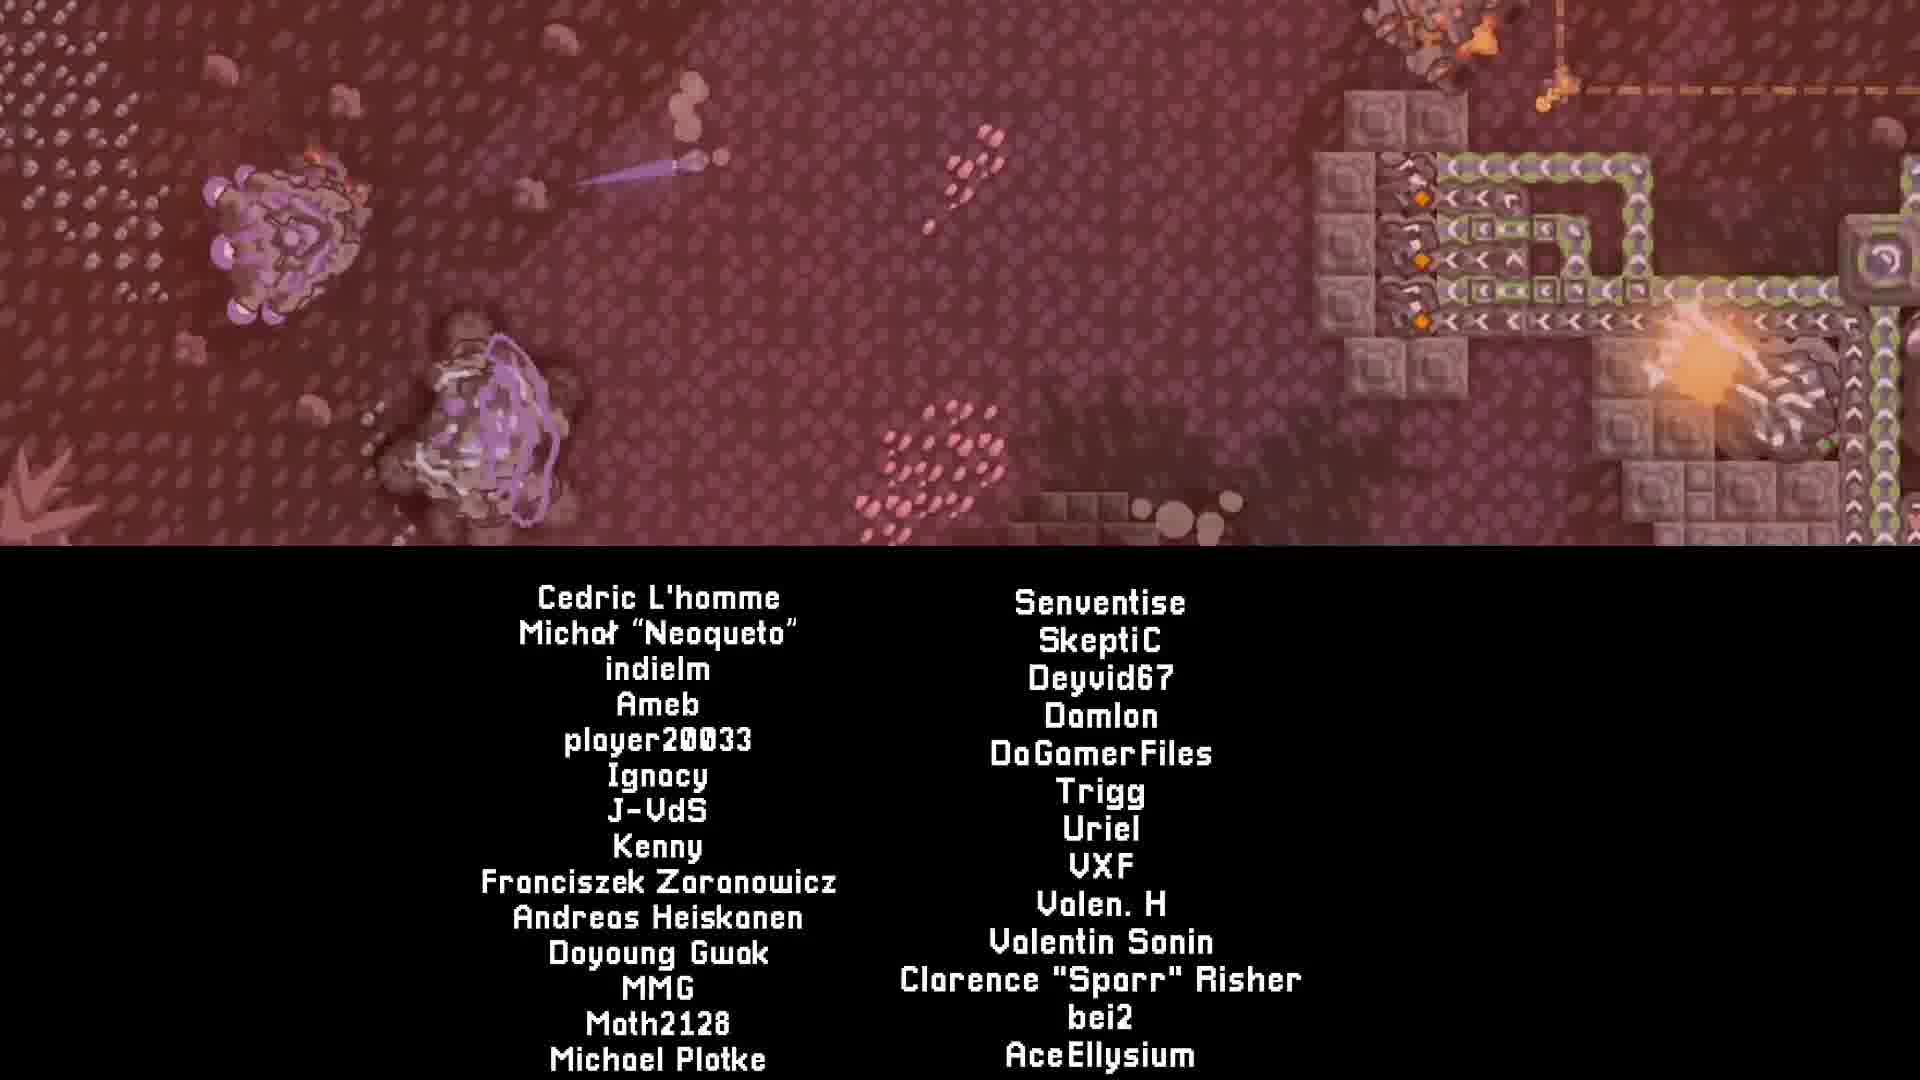 Cedric L'homme
Michał “Neoqueto”
indielm
Ameb
player20033
Ignacy
J-VdS
Kenny
Franciszek Zaranowicz
Andreas Heiskanen
Doyoung Gwak
MMG
Math2128
Michael Plotke
Senventise
SkeptiC
Deyvid67
Damlon
DaGamerFiles
Trigg
Uriel
VXF
Valen. H
Valentin Sonin
Clarence "Sparr" Risher
bei2
AceEllysium